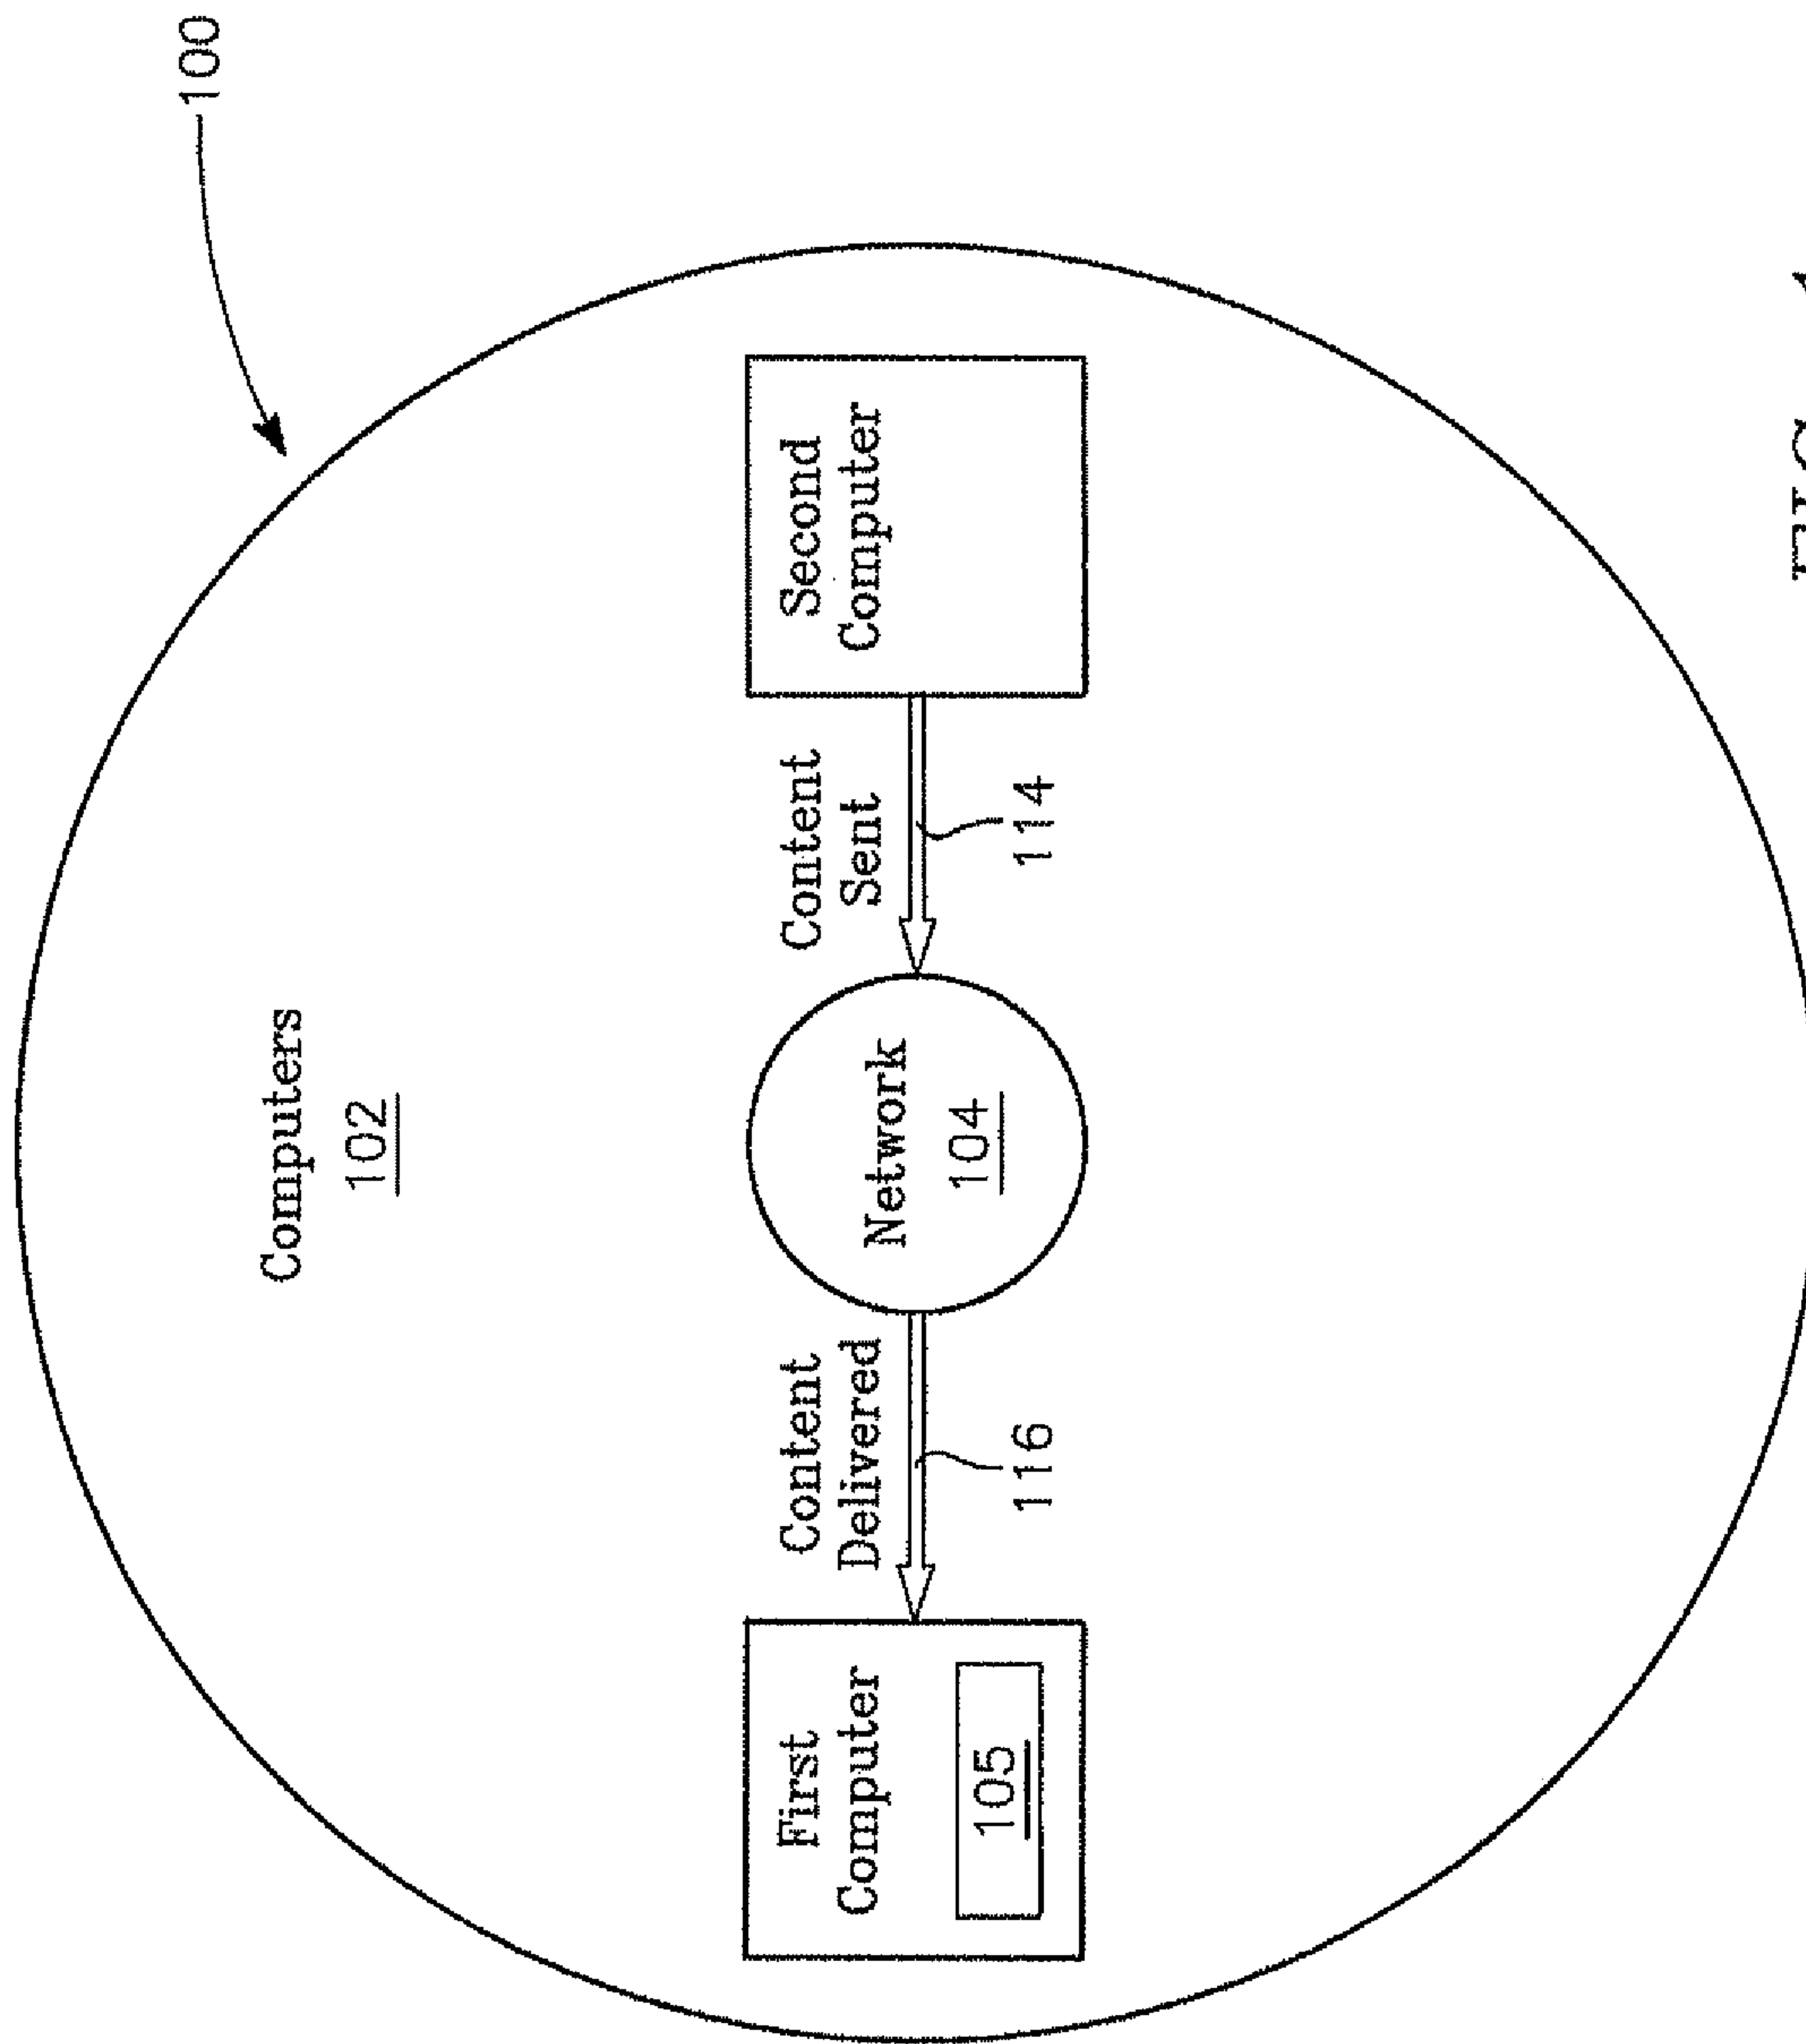 100
Computers
102
First
Computer
105
Content
Delivered
116
Network
104
Content
Sent
114
Second
Computer